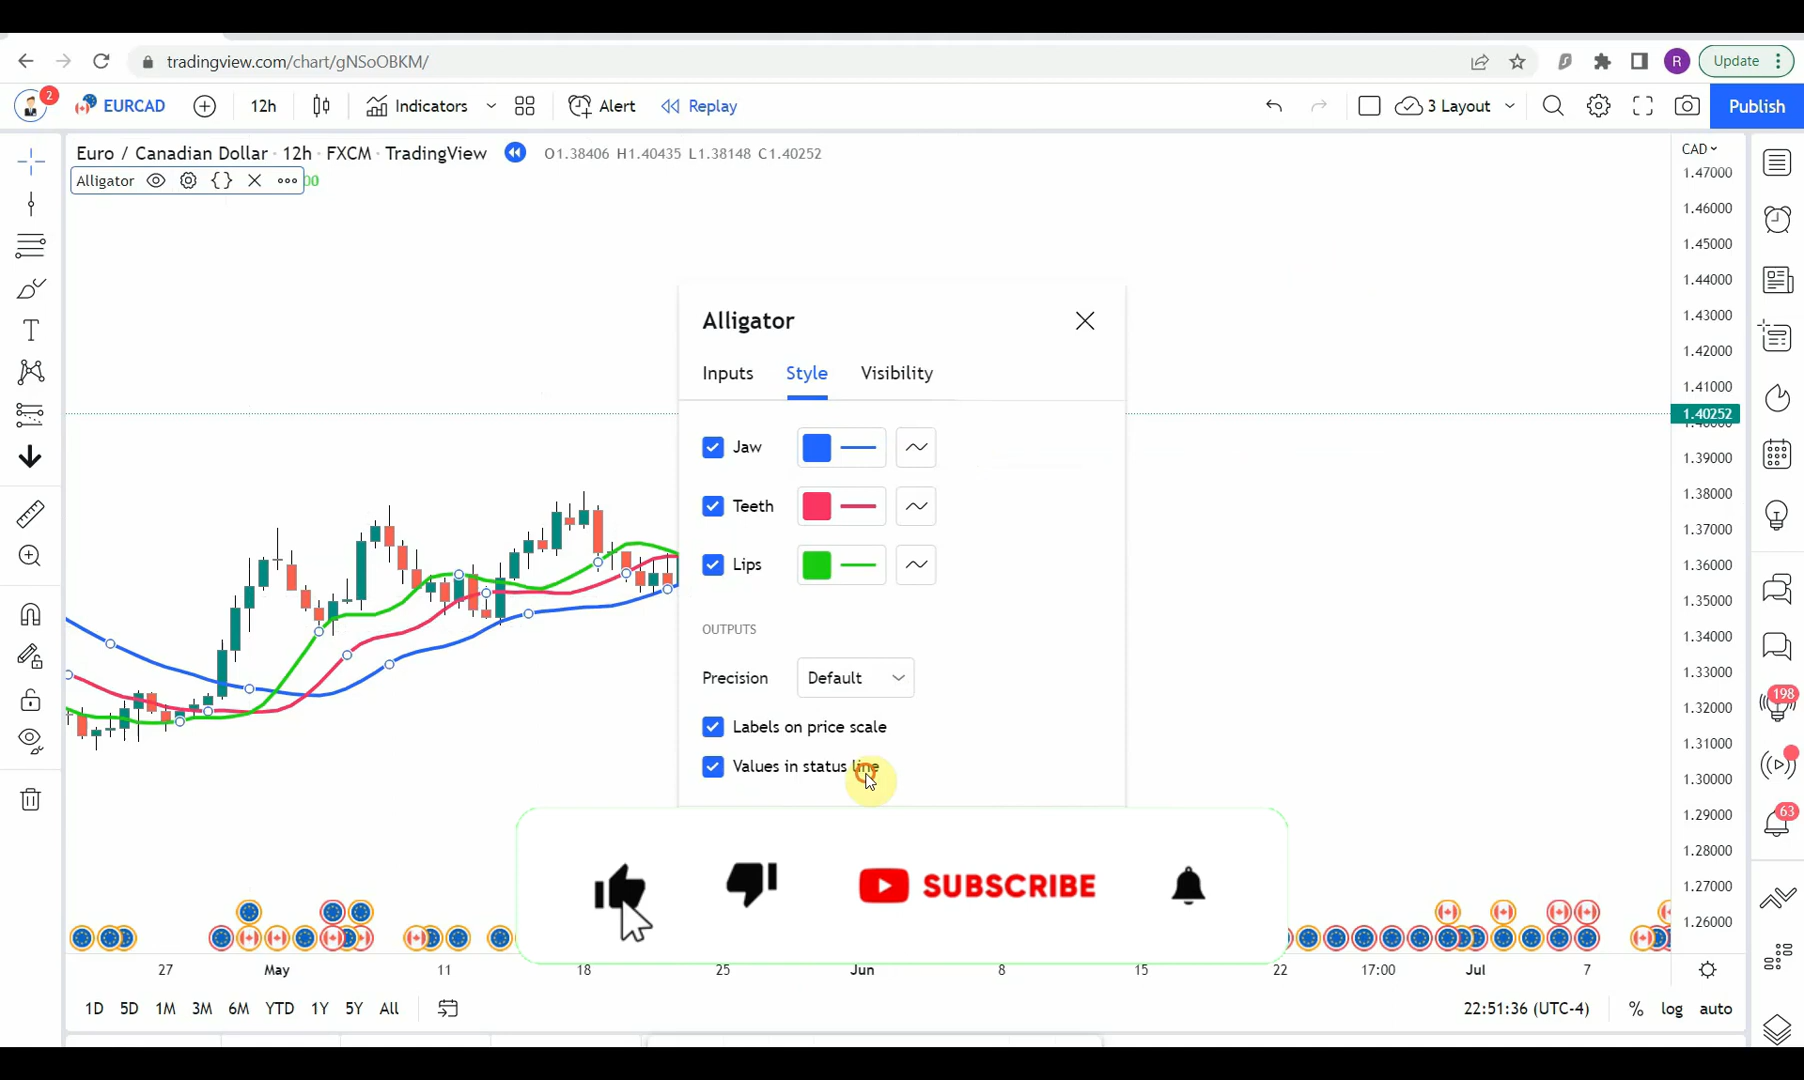 tradingview.com/chart/gNSoOBKM/
R
Update
2
EURCAD
12h
Indicators
Alert
Replay
3 Layout
Publish
Euro / Canadian Dollar · 12h · FXCM · TradingView
O1.38406 H1.40435 L1.38148 C1.40252
CAD
Alligator
00
1.47000
1.46000
1.45000
1.44000
1.43000
1.42000
1.41000
1.40252
1.39000
1.38000
1.37000
1.36000
1.35000
1.34000
1.33000
1.32000
1.31000
1.30000
1.29000
1.28000
1.27000
1.26000
Alligator
Inputs
Style
Visibility
Jaw
Teeth
Lips
OUTPUTS
Precision
Default
Labels on price scale
Values in status line
SUBSCRIBE
198
63
27
May
11
18
25
Jun
8
15
22
17:00
Jul
7
1D
5D
1M
3M
6M
YTD
1Y
5Y
All
22:51:36 (UTC-4)
%
log
auto